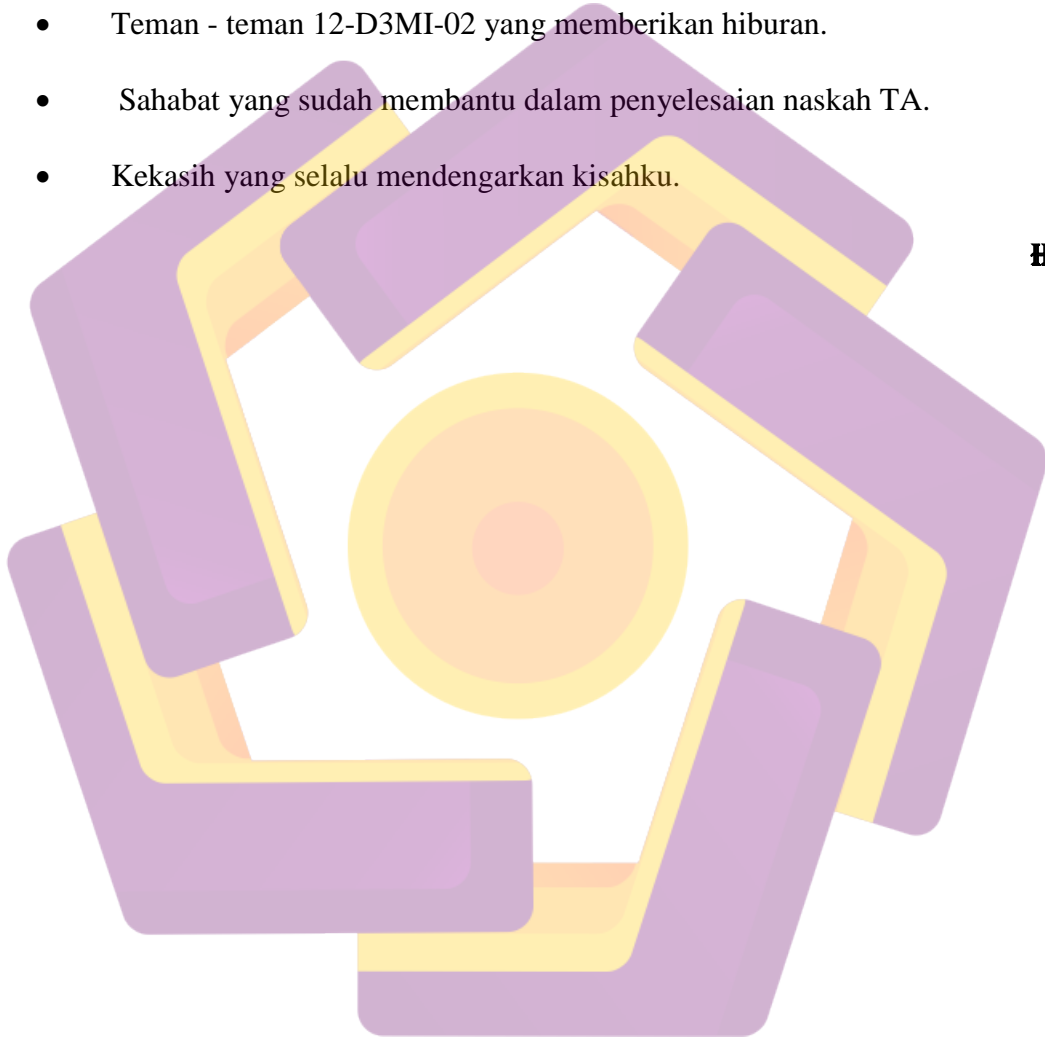 • Teman - teman 12-D3MI-02 yang memberikan hiburan.
• Sahabat yang sudah membantu dalam penyelesaian naskah TA.
• Kekasih yang selalu mendengarkan kisahku.